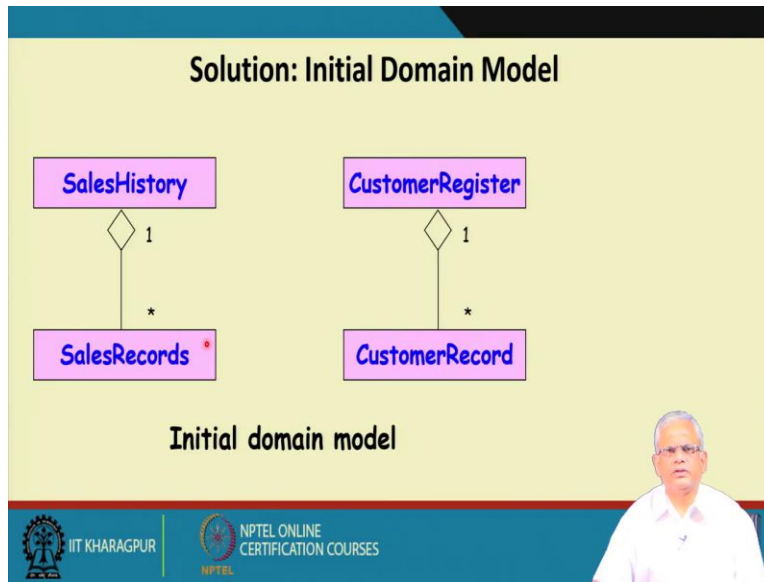 Solution: Initial Domain Model
SalesHistory
CustomerRegister
1
1
*
*
SalesRecords
CustomerRecord
Initial domain model
IIT KHARAGPUR
NPTEL
NPTEL ONLINE
CERTIFICATION COURSES